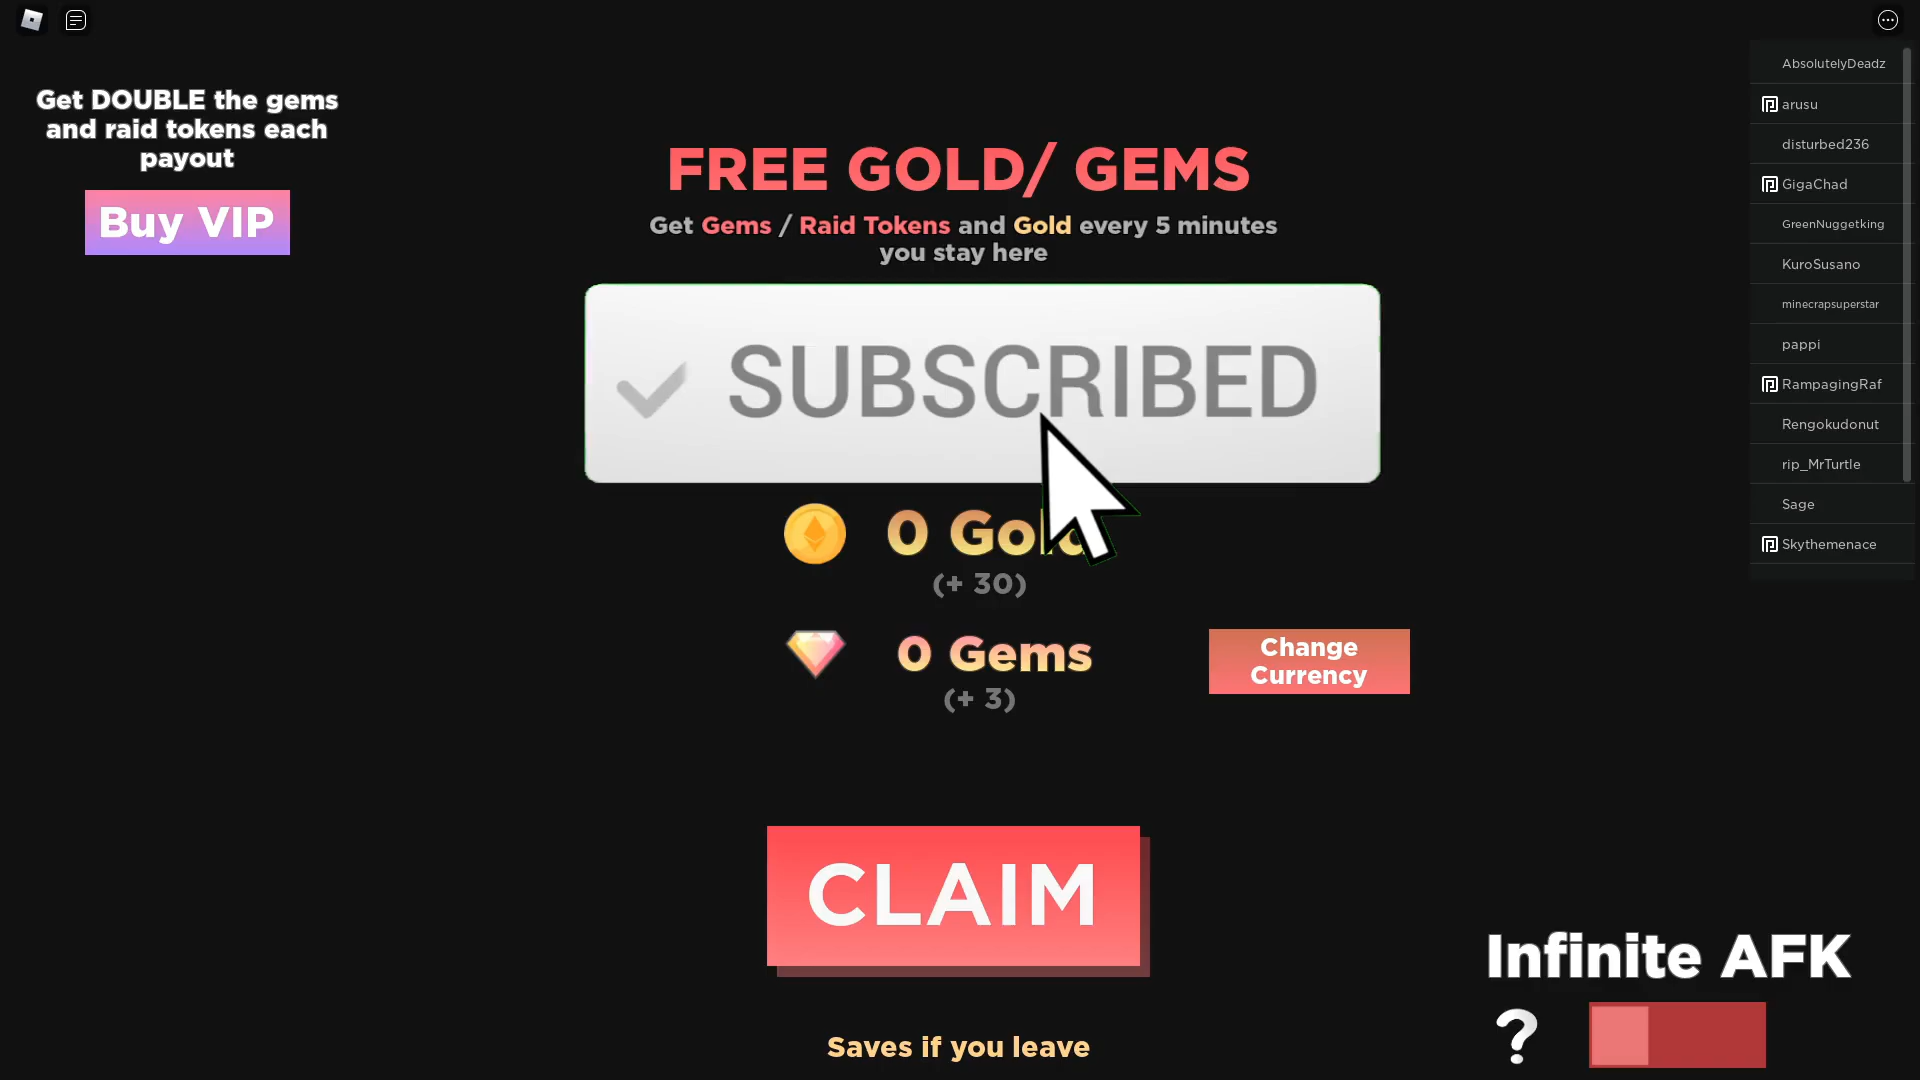 Get DOUBLE the gems
and raid tokens each
payout
Buy VIP
FREE GOLD/ GEMS
Get Gems / Raid Tokens and Gold every 5 minutes
you stay here
SUBSCRIBED
0 Gold
(+ 30)
0 Gems
(+ 3)
Change
Currency
CLAIM
Saves if you leave
Infinite AFK
?
AbsolutelyDeadz
arusu
disturbed236
GigaChad
GreenNuggetking
KuroSusano
minecrapsuperstar
pappi
RampagingRaf
Rengokudonut
rip_MrTurtle
Sage
Skythemenace